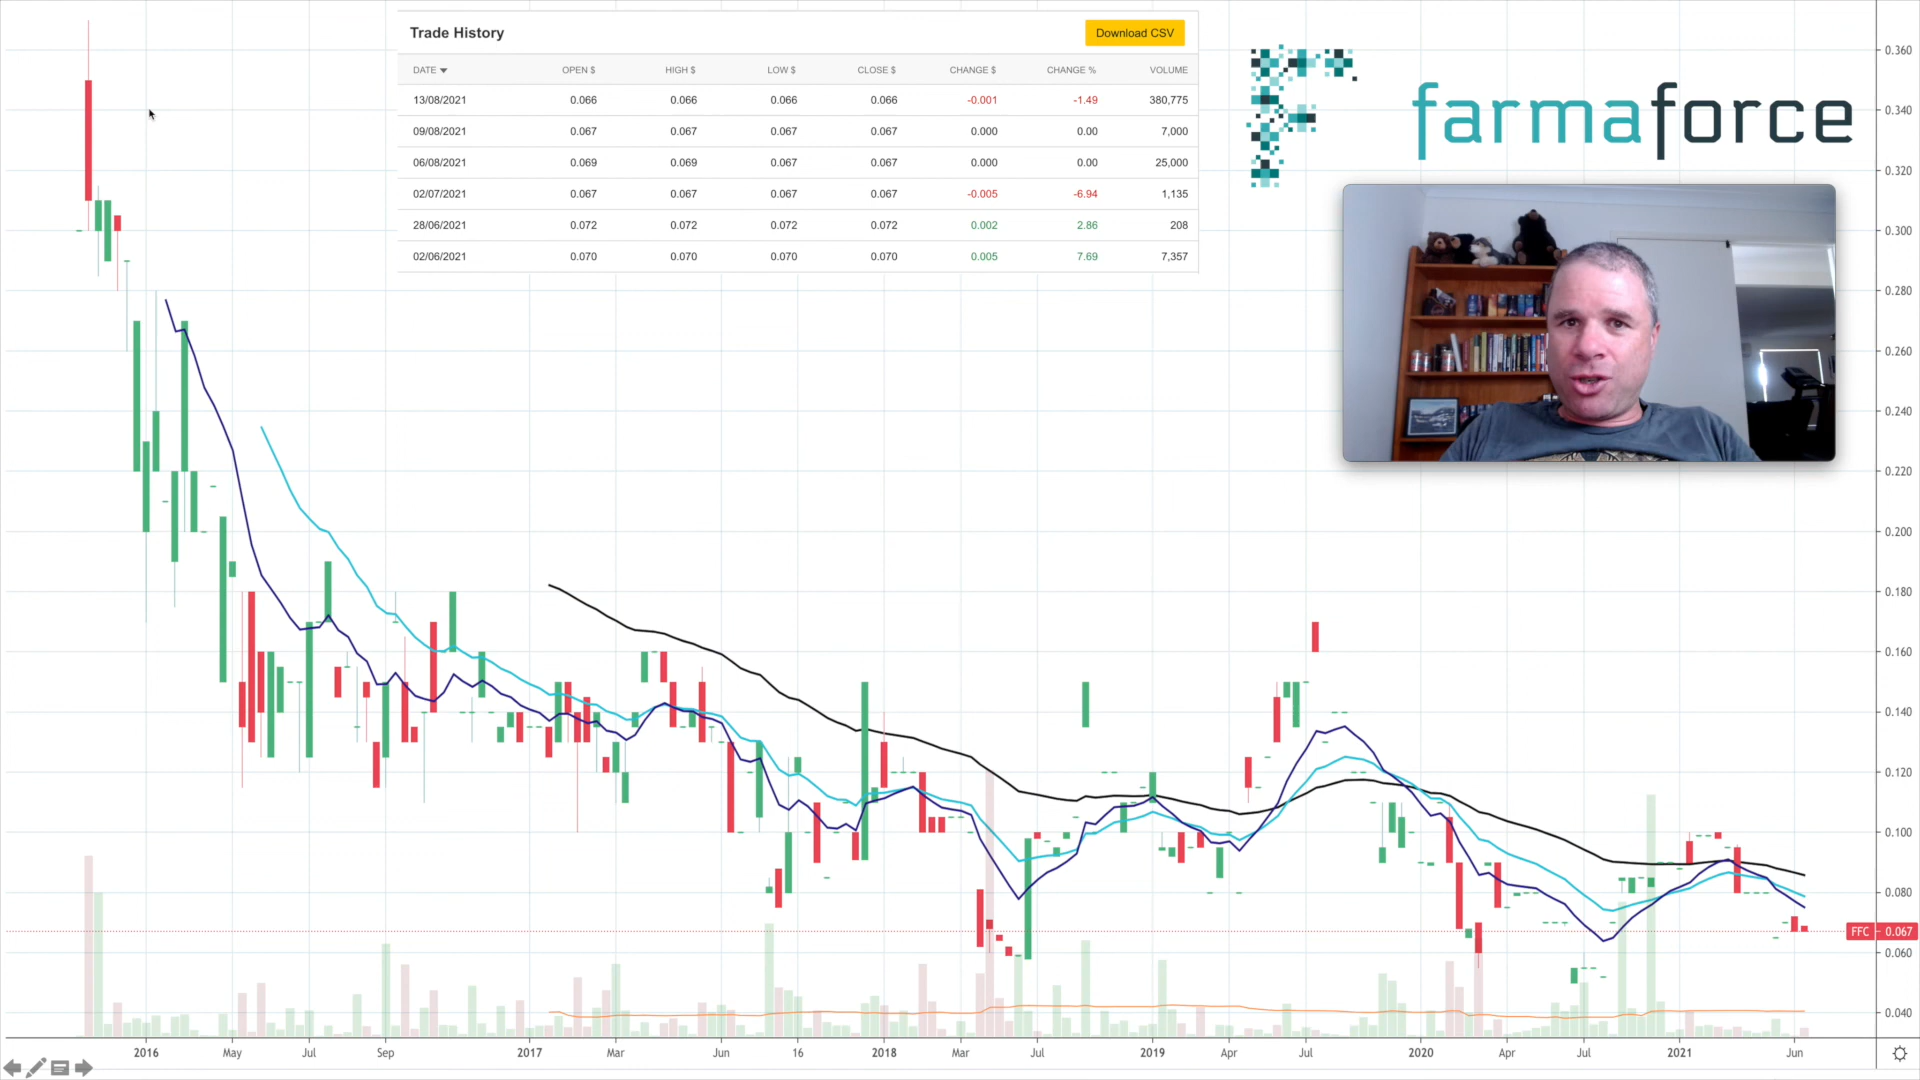 Trade History
Download CSV
DATE OPEN $ HIGH $ LOW $ CLOSE $ CHANGE $ CHANGE % VOLUME
13/08/2021 0.066 0.066 0.066 0.066 -0.001 -1.49 380,775
09/08/2021 0.067 0.067 0.067 0.067 0.000 0.00 7,000
06/08/2021 0.069 0.069 0.067 0.067 0.000 0.00 25,000
02/07/2021 0.067 0.067 0.067 0.067 -0.005 -6.94 1,135
28/06/2021 0.072 0.072 0.072 0.072 0.002 2.86 208
02/06/2021 0.070 0.070 0.070 0.070 0.005 7.69 7,357
farmaforce
0.360
0.340
0.320
0.300
0.280
0.260
0.240
0.220
0.200
0.180
0.160
0.140
0.120
0.100
0.080
FFC 0.067
0.060
0.040
2016 May Jul Sep 2017 Mar Jun 16 2018 Mar Jul 2019 Apr Jul 2020 Apr Jul 2021 Jun